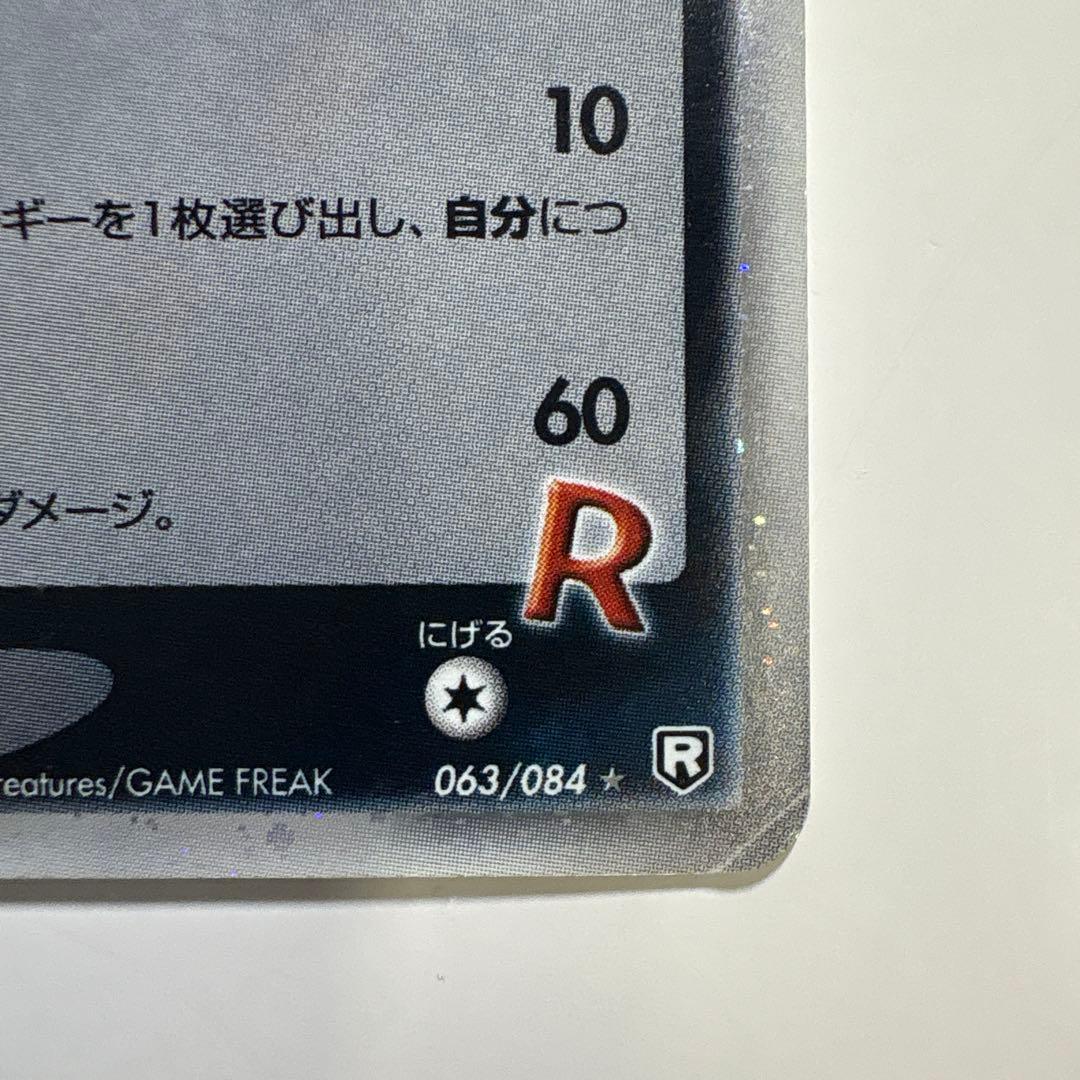 10
ギーを1枚選び出し、自分につ
60
ダメージ。
R
にげる
reatures/GAME FREAK 063/084 ★ R